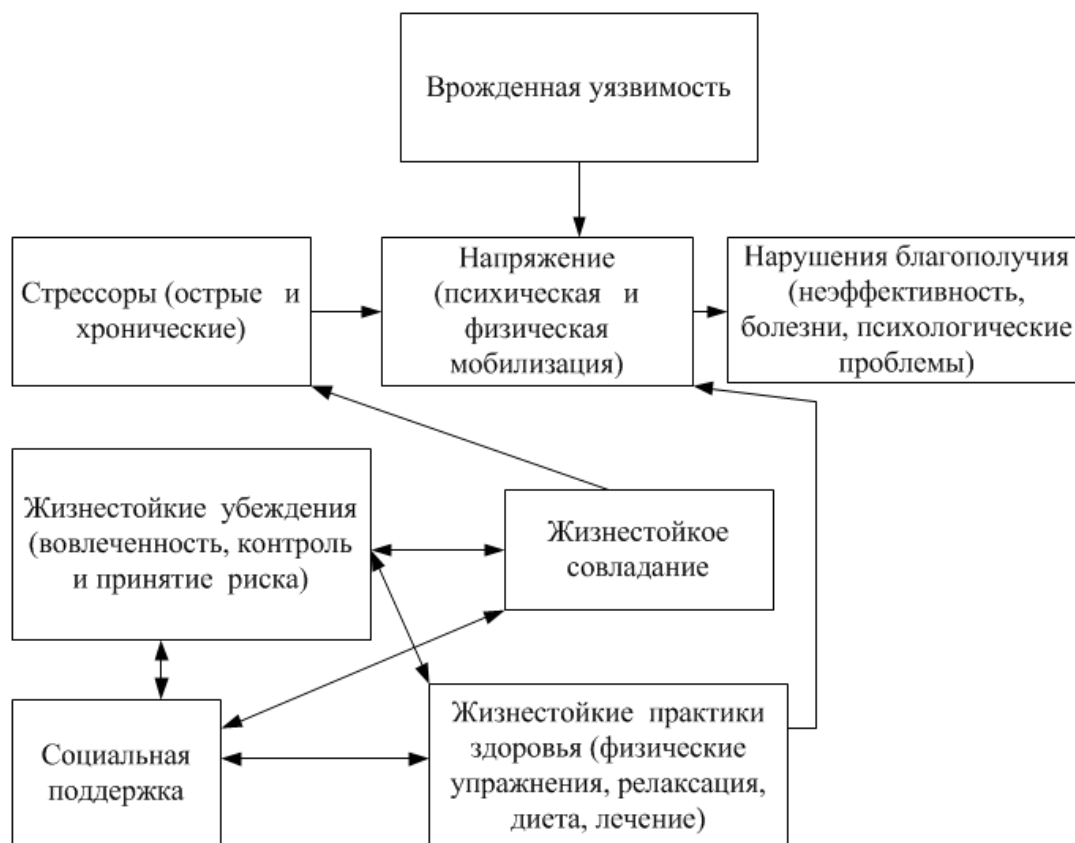 Врожденная уязвимость
Стрессоры (острые и
хронические)
Напряжение
(психическая и
физическая
мобилизация)
Нарушения благополучия
(неэффективность,
болезни, психологические
проблемы)
Жизнестойкие убеждения
(вовлеченность, контроль
и принятие риска)
Жизнестойкое
совладание
Социальная
поддержка
Жизнестойкие практики
здоровья (физические
упражнения, релаксация,
диета, лечение)